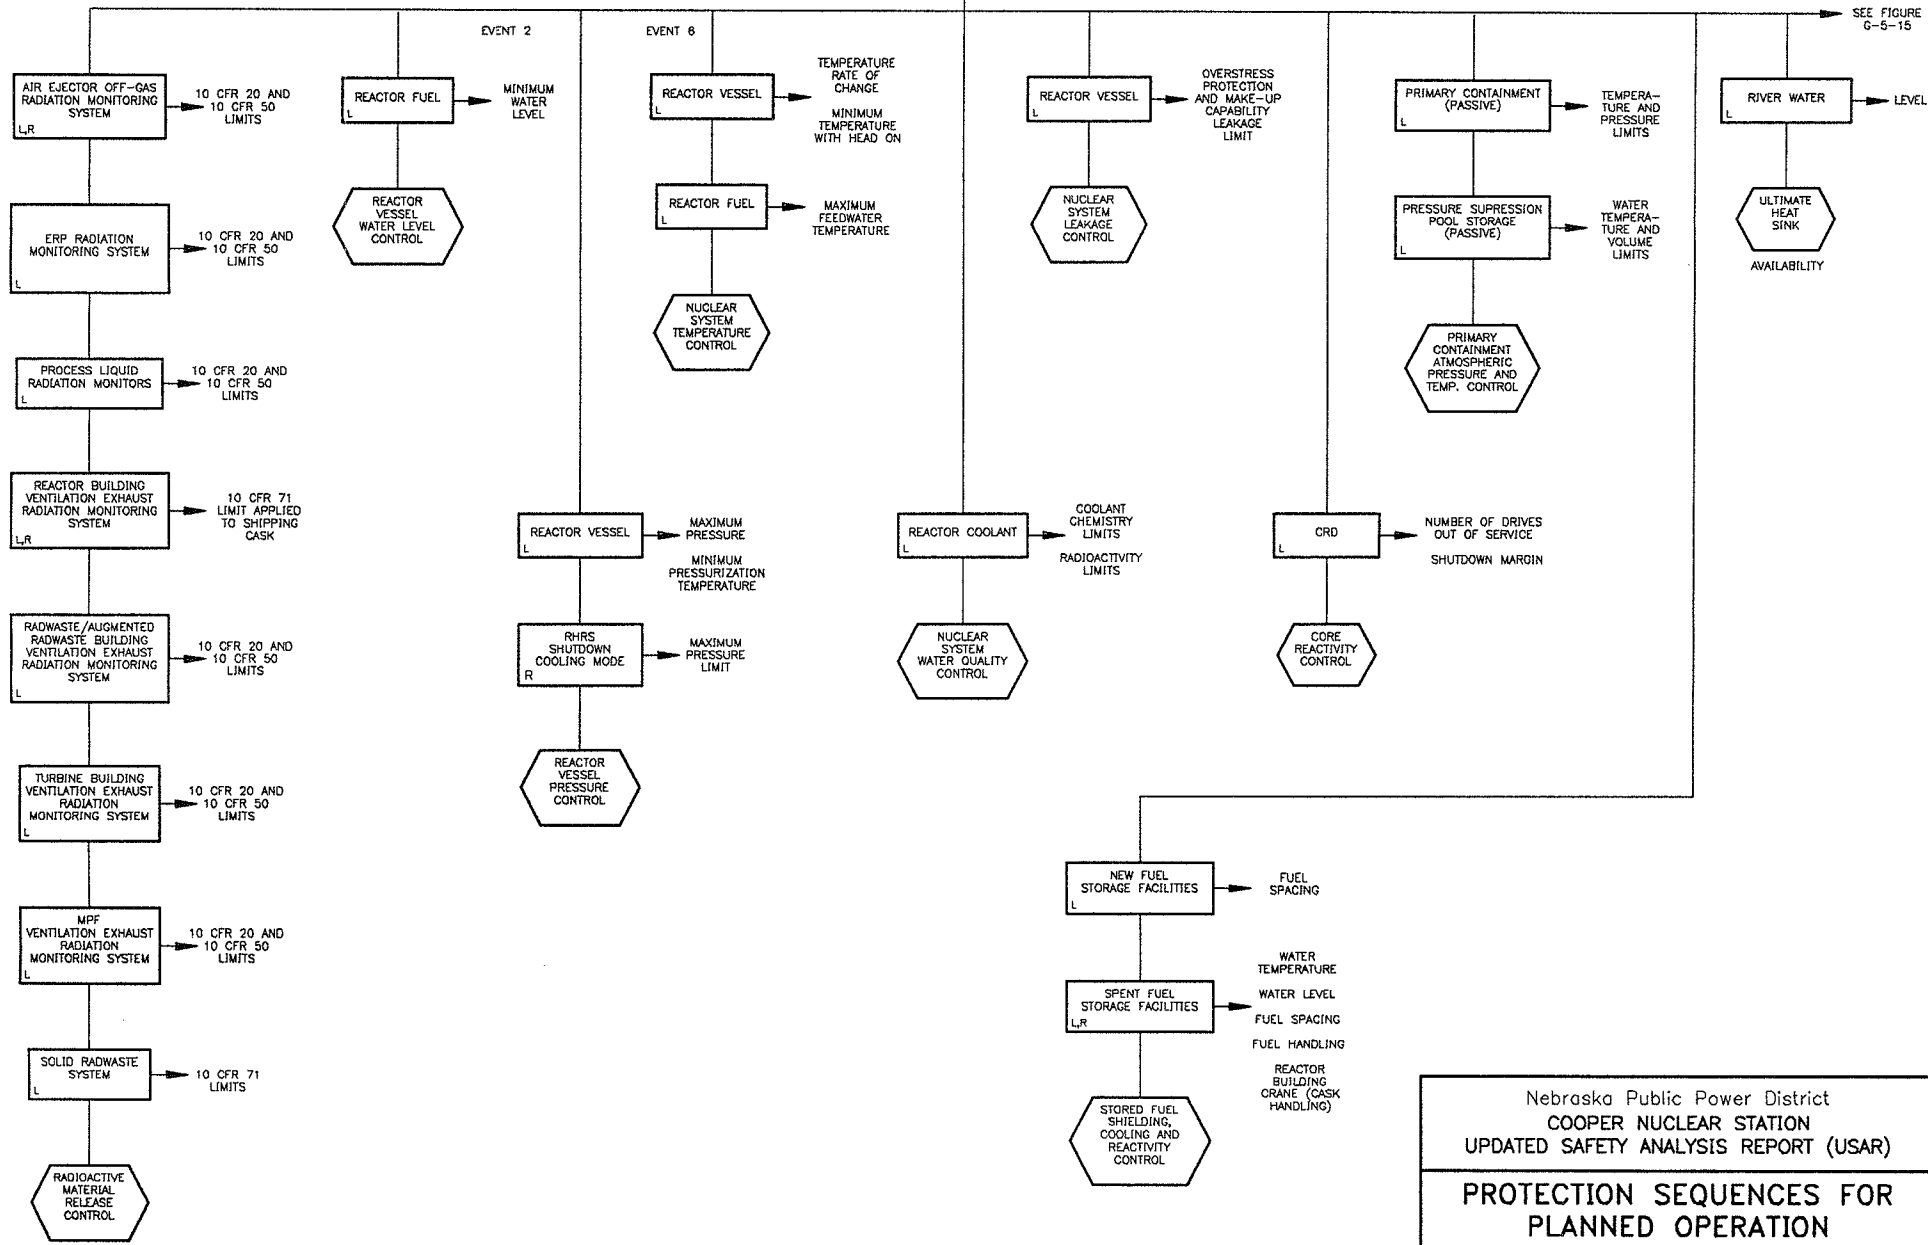 SEE FIGURE
G-5-15
EVENT 2
EVENT 6
AIR EJECTOR OFF-GAS
RADIATION MONITORING
SYSTEM
L,R
10 CFR 20 AND
10 CFR 50
LIMITS
ERP RADIATION
MONITORING SYSTEM
L
10 CFR 20 AND
10 CFR 50
LIMITS
PROCESS LIQUID
RADIATION MONITORS
L
10 CFR 20 AND
10 CFR 50
LIMITS
REACTOR BUILDING
VENTILATION EXHAUST
RADIATION MONITORING
SYSTEM
L,R
10 CFR 71
LIMIT APPLIED
TO SHIPPING
CASK
RADWASTE/AUGMENTED
RADWASTE BUILDING
VENTILATION EXHAUST
RADIATION MONITORING
SYSTEM
L
10 CFR 20 AND
10 CFR 50
LIMITS
TURBINE BUILDING
VENTILATION EXHAUST
RADIATION
MONITORING SYSTEM
L
10 CFR 20 AND
10 CFR 50
LIMITS
MPF
VENTILATION EXHAUST
RADIATION
MONITORING SYSTEM
L
10 CFR 20 AND
10 CFR 50
LIMITS
SOLID RADWASTE
SYSTEM
L
10 CFR 71
LIMITS
RADIOACTIVE
MATERIAL
RELEASE
CONTROL
REACTOR FUEL
L
MINIMUM
WATER
LEVEL
REACTOR
VESSEL
WATER LEVEL
CONTROL
REACTOR VESSEL
L
MAXIMUM
PRESSURE
MINIMUM
PRESSURIZATION
TEMPERATURE
RHRS
SHUTDOWN
COOLING MODE
R
MAXIMUM
PRESSURE
LIMIT
REACTOR
VESSEL
PRESSURE
CONTROL
REACTOR VESSEL
L
TEMPERATURE
RATE OF
CHANGE
MINIMUM
TEMPERATURE
WITH HEAD ON
REACTOR FUEL
L
MAXIMUM
FEEDWATER
TEMPERATURE
NUCLEAR
SYSTEM
TEMPERATURE
CONTROL
REACTOR COOLANT
L
COOLANT
CHEMISTRY
LIMITS
RADIOACTIVITY
LIMITS
NUCLEAR
SYSTEM
WATER QUALITY
CONTROL
REACTOR VESSEL
L
OVERSTRESS
PROTECTION
AND MAKE-UP
CAPABILITY
LEAKAGE
LIMIT
NUCLEAR
SYSTEM
LEAKAGE
CONTROL
CRD
L
NUMBER OF DRIVES
OUT OF SERVICE
SHUTDOWN MARGIN
CORE
REACTIVITY
CONTROL
PRIMARY CONTAINMENT
(PASSIVE)
L
TEMPERA-
TURE AND
PRESSURE
LIMITS
PRESSURE SUPRESSION
POOL STORAGE
(PASSIVE)
L
WATER
TEMPERA-
TURE AND
VOLUME
LIMITS
PRIMARY
CONTAINMENT
ATMOSPHERIC
PRESSURE AND
TEMP. CONTROL
NEW FUEL
STORAGE FACILITIES
L
FUEL
SPACING
SPENT FUEL
STORAGE FACILITIES
L,R
WATER
TEMPERATURE
WATER LEVEL
FUEL SPACING
FUEL HANDLING
REACTOR
BUILDING
CRANE (CASK
HANDLING)
STORED FUEL
SHIELDING,
COOLING AND
REACTIVITY
CONTROL
RIVER WATER
L
LEVEL
ULTIMATE
HEAT
SINK
AVAILABILITY
Nebraska Public Power District
COOPER NUCLEAR STATION
UPDATED SAFETY ANALYSIS REPORT (USAR)
PROTECTION SEQUENCES FOR
PLANNED OPERATION